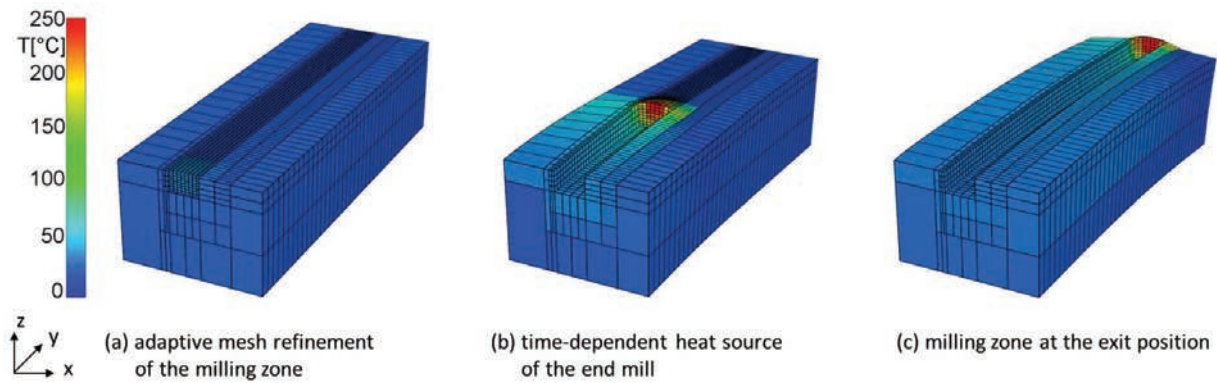 250
T[°C]
200
150
100
50
0
z
y
x
(a) adaptive mesh refinement
of the milling zone
(b) time-dependent heat source
of the end mill
(c) milling zone at the exit position